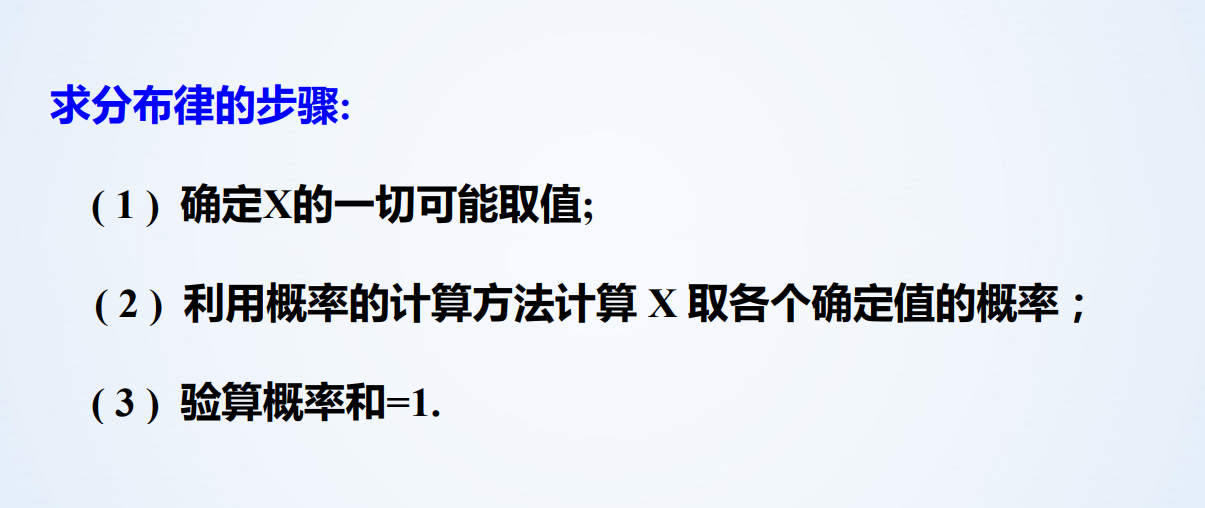 求分布律的步骤:
( 1 ) 确定X的一切可能取值;
( 2 ) 利用概率的计算方法计算 X 取各个确定值的概率；
( 3 ) 验算概率和=1.